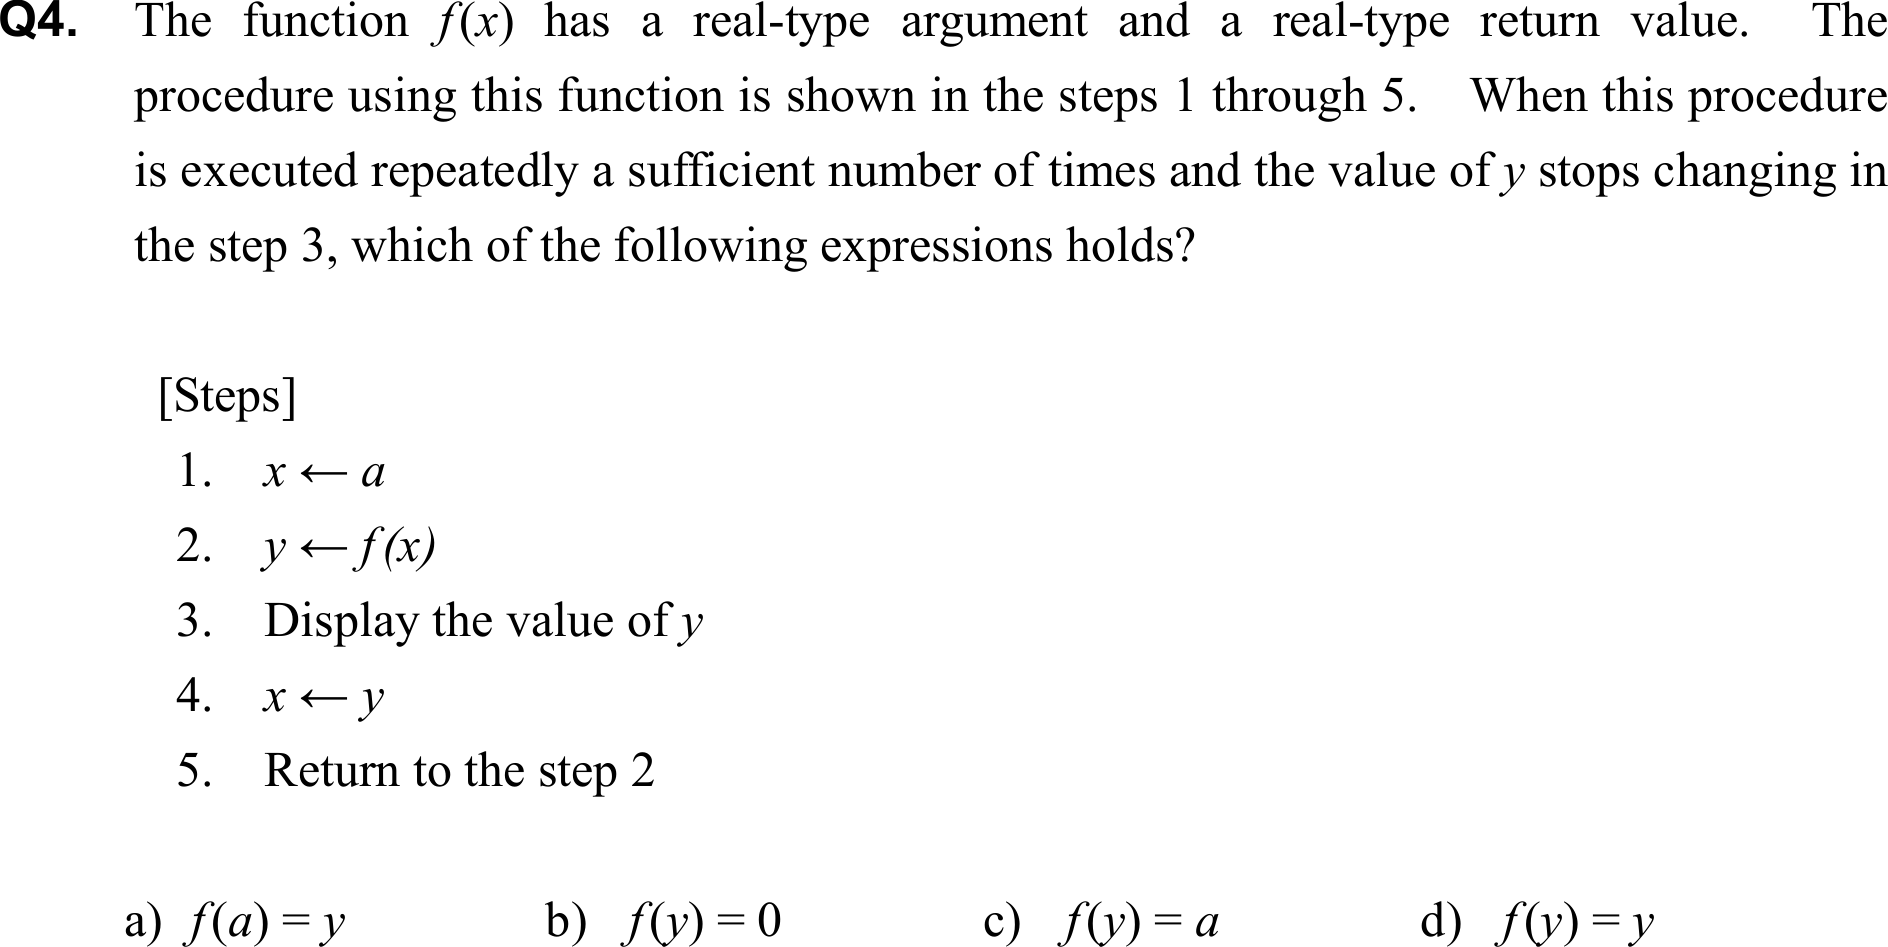 Q4. The function f(x) has a real-type argument and a real-type return value. The
procedure using this function is shown in the steps 1 through 5. When this procedure
is executed repeatedly a sufficient number of times and the value of y stops changing in
the step 3, which of the following expressions holds?
[Steps]
1. x ← a
2. y ← f(x)
3. Display the value of y
4. x ← y
5. Return to the step 2
a) f(a) = y b) f(y) = 0 c) f(y) = a d) f(y) = y